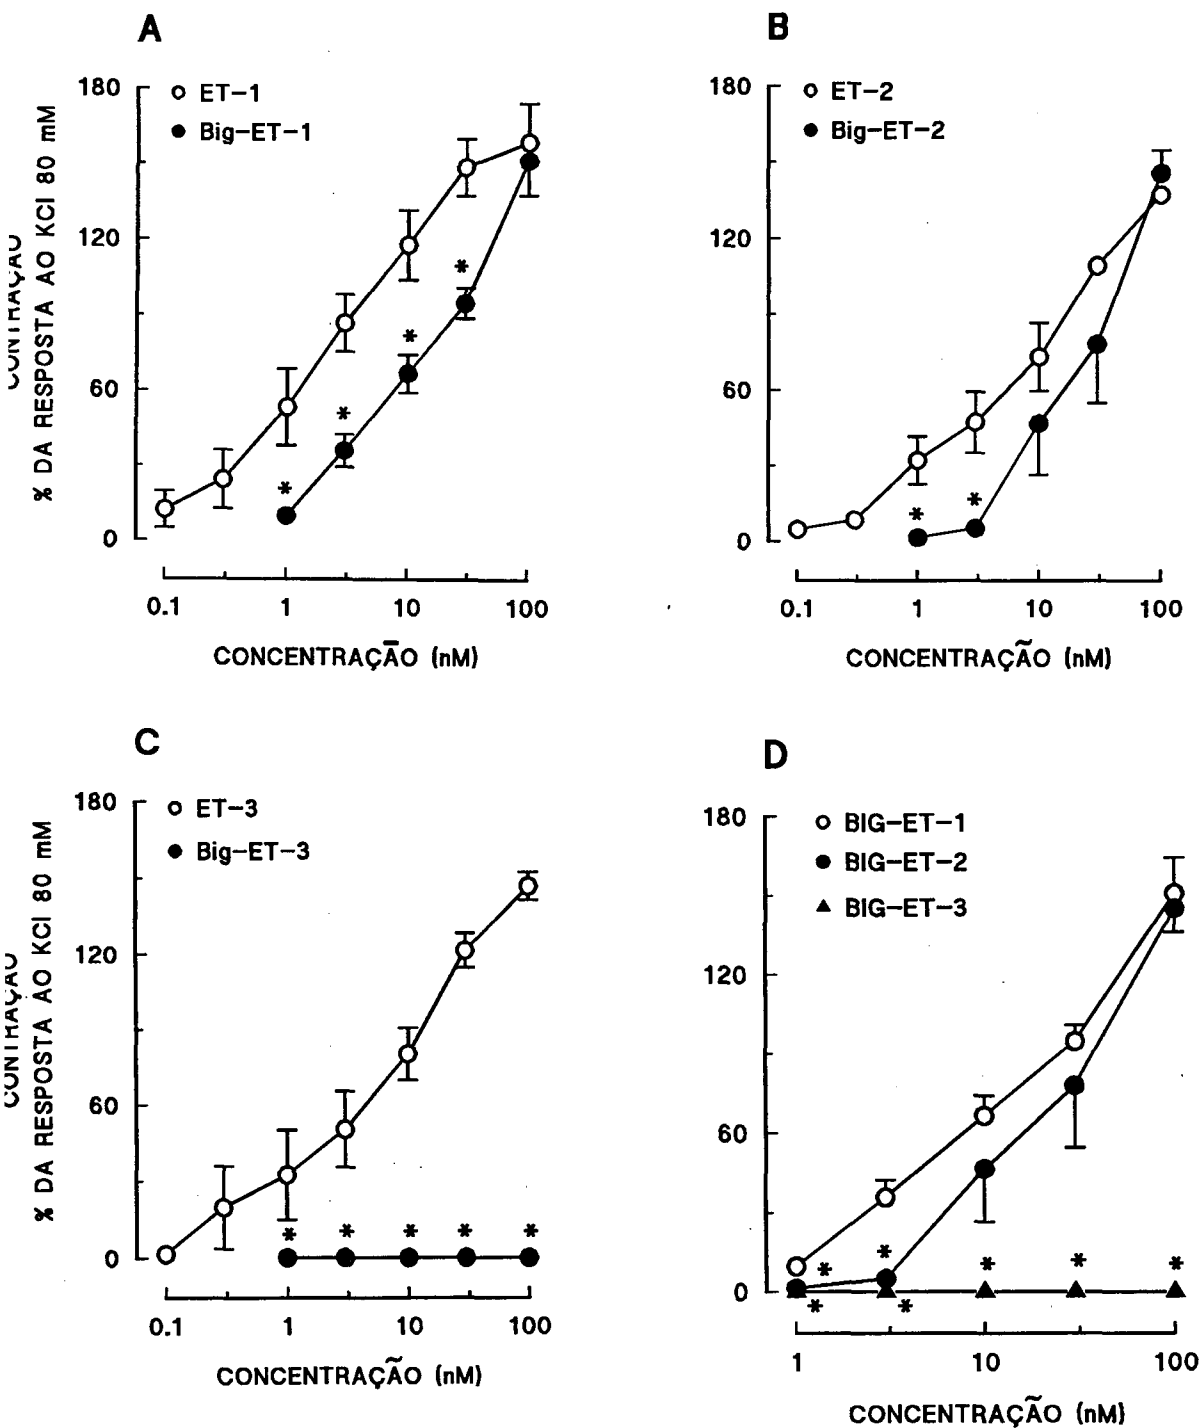 A
180
120
60
0
ET-1
Big-ET-1
*
*
*
*
0.1 1 10 100
CONCENTRAÇÃO (nM)
% DA RESPOSTA AO KCl 80 mM
B
180
120
60
0
ET-2
Big-ET-2
*
*
0.1 1 10 100
CONCENTRAÇÃO (nM)
C
180
120
60
0
ET-3
Big-ET-3
* * * * *
0.1 1 10 100
CONCENTRAÇÃO (nM)
CONTRAÇÃO
% DA RESPOSTA AO KCl 80 mM
D
180
120
60
0
BIG-ET-1
BIG-ET-2
BIG-ET-3
* * * * *
* *
1 10 100
CONCENTRAÇÃO (nM)